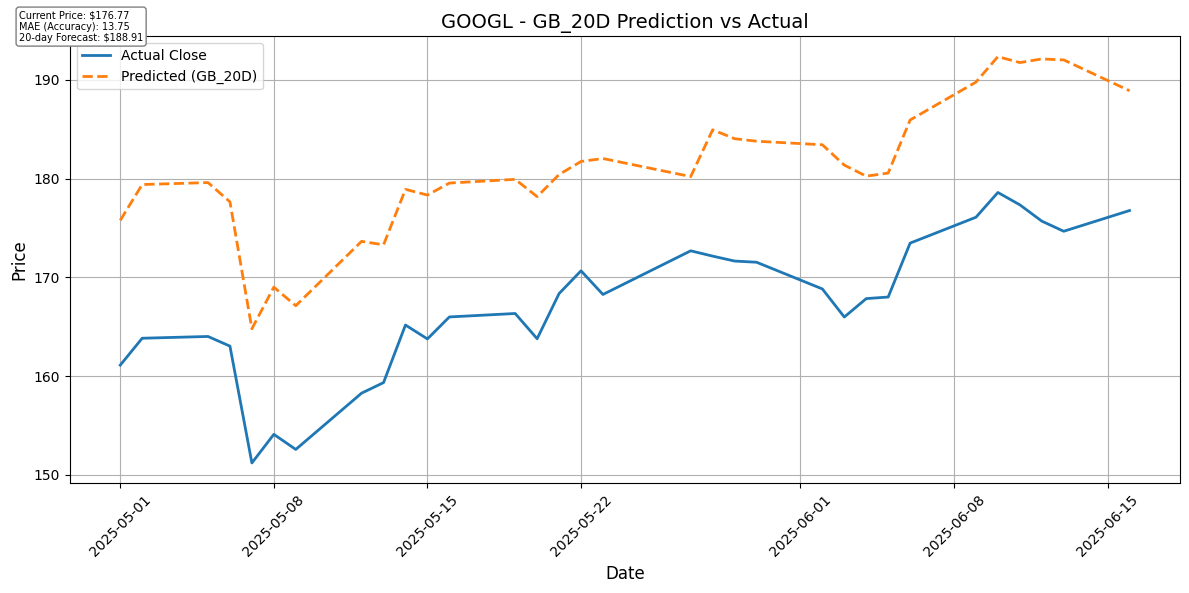 GOOGL - GB_20D Prediction vs Actual
Current Price: $176.77
MAE (Accuracy): 13.75
20-day Forecast: $188.91
Actual Close
Predicted (GB_20D)
Price
190
180
170
160
150
2025-05-01
2025-05-08
2025-05-15
2025-05-22
2025-06-01
2025-06-08
2025-06-15
Date